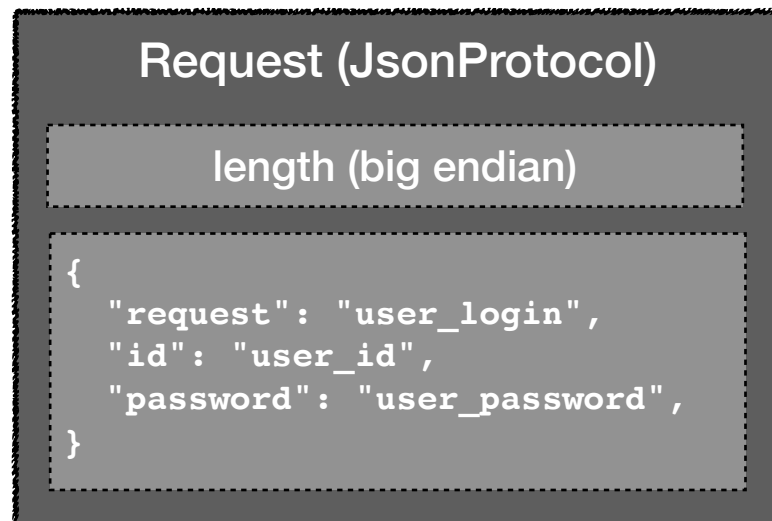 Request (JsonProtocol)
length (big endian)
{
"request": "user_login",
"id": "user_id",
"password": "user_password",
}